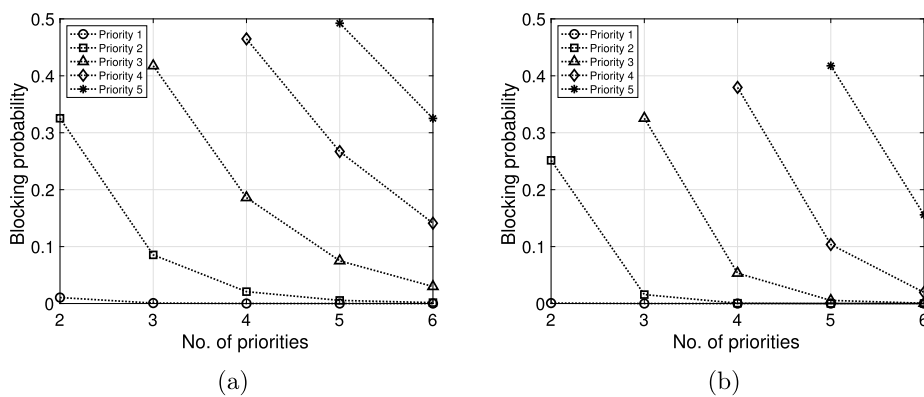 0.5
0.4
0.3
0.2
0.1
0
Blocking probability
Priority 1
Priority 2
Priority 3
Priority 4
Priority 5
2 3 4 5 6
No. of priorities
(a)
0.5
0.4
0.3
0.2
0.1
0
Blocking probability
Priority 1
Priority 2
Priority 3
Priority 4
Priority 5
2 3 4 5 6
No. of priorities
(b)